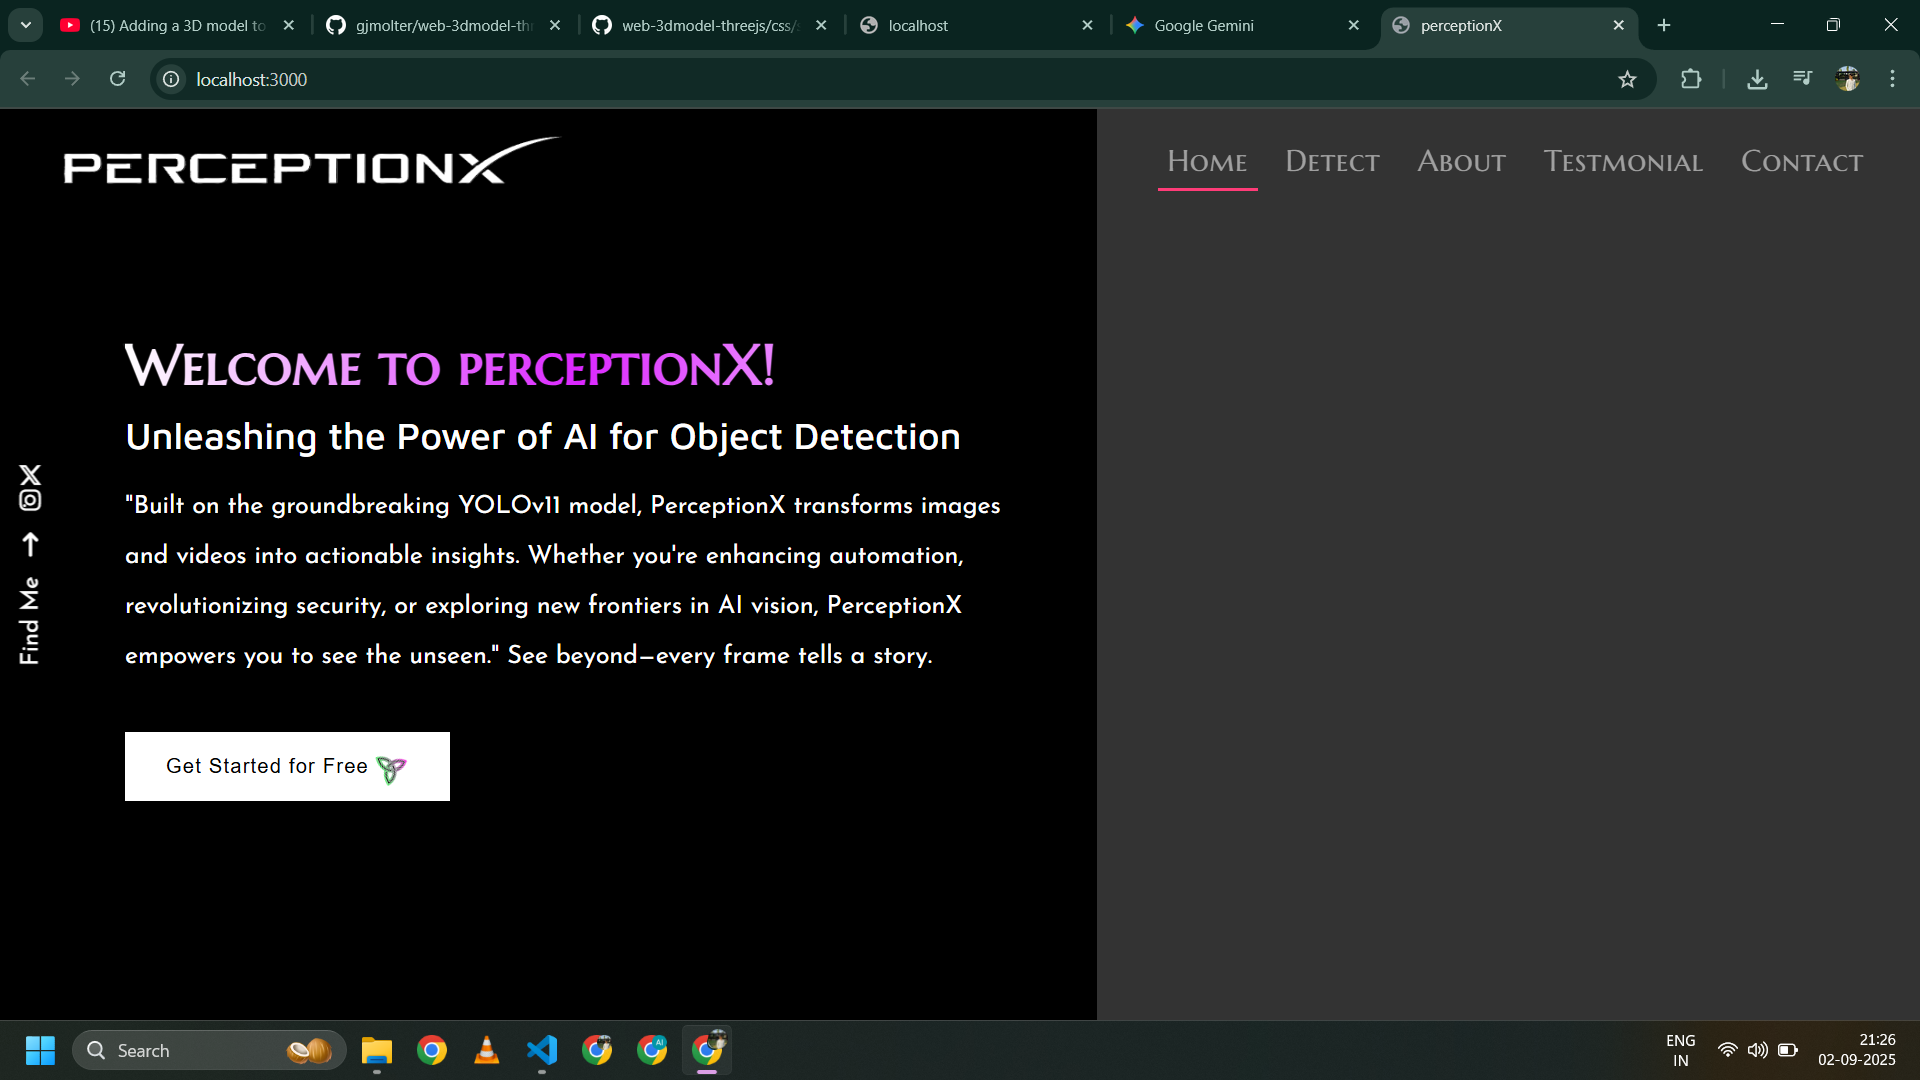 (15) Adding a 3D model to
gjmolter/web-3dmodel-thr
web-3dmodel-threejs/css/s
localhost
Google Gemini
perceptionX
localhost:3000
PERCEPTIONX
Home Detect About Testmonial Contact
Welcome to perceptionX!
Unleashing the Power of AI for Object Detection
"Built on the groundbreaking YOLOv11 model, PerceptionX transforms images
and videos into actionable insights. Whether you're enhancing automation,
revolutionizing security, or exploring new frontiers in AI vision, PerceptionX
empowers you to see the unseen." See beyond—every frame tells a story.
Find Me
Get Started for Free
Search
AI
ENG
IN
21:26
02-09-2025